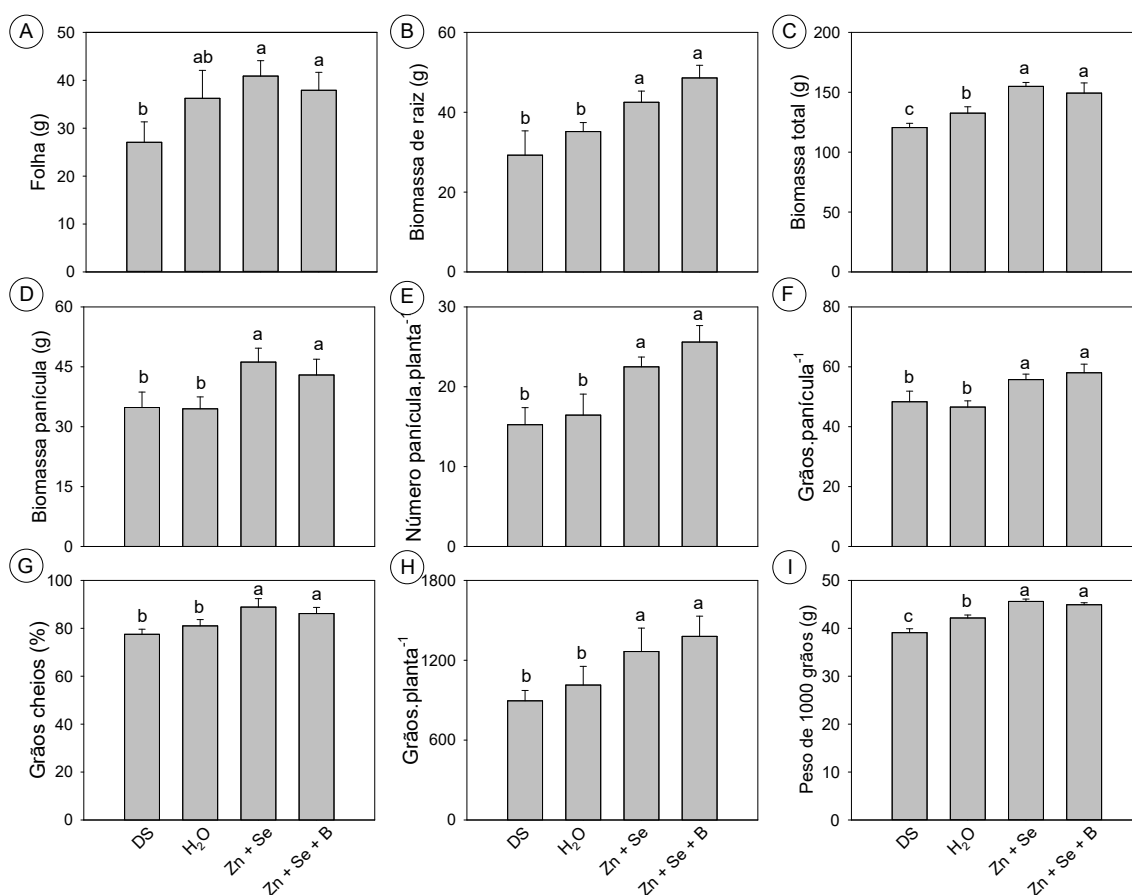 A
Folha (g)
50
40
30
20
10
0
b
ab
a
a
B
Biomassa de raiz (g)
60
40
20
0
b
b
a
a
C
Biomassa total (g)
200
150
100
50
0
c
b
a
a
D
Biomassa panícula (g)
60
45
30
15
0
b
b
a
a
E
Número panícula.planta⁻¹
30
20
10
0
b
b
a
a
F
Grãos.panícula⁻¹
80
60
40
20
0
b
b
a
a
G
Grãos cheios (%)
100
80
60
40
20
0
b
b
a
a
DS
H₂O
Zn + Se
Zn + Se + B
H
Grãos.planta⁻¹
1800
1200
600
0
b
b
a
a
DS
H₂O
Zn + Se
Zn + Se + B
I
Peso de 1000 grãos (g)
50
40
30
20
10
0
c
b
a
a
DS
H₂O
Zn + Se
Zn + Se + B